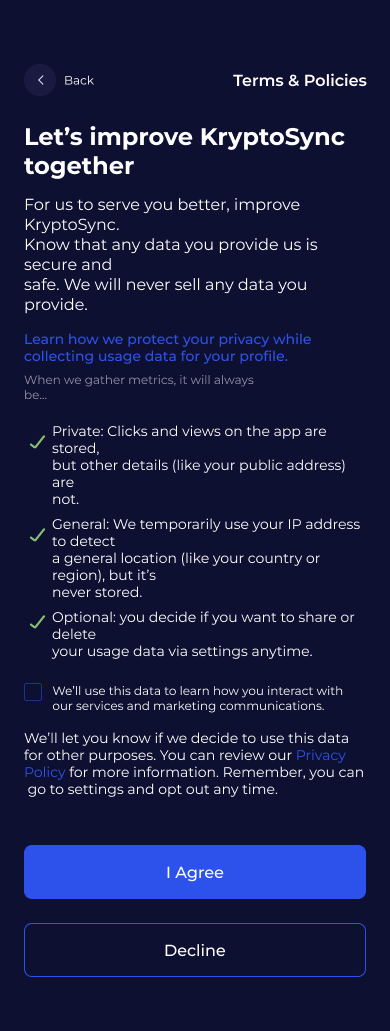 Back
Terms & Policies
Let’s improve KryptoSync
together
For us to serve you better, improve
KryptoSync.
Know that any data you provide us is
secure and
safe. We will never sell any data you
provide.
Learn how we protect your privacy while
collecting usage data for your profile.
When we gather metrics, it will always
be...
Private: Clicks and views on the app are
stored,
but other details (like your public address)
are
not.
General: We temporarily use your IP address
to detect
a general location (like your country or
region), but it’s
never stored.
Optional: you decide if you want to share or
delete
your usage data via settings anytime.
We’ll use this data to learn how you interact with
our services and marketing communications.
We’ll let you know if we decide to use this data
for other purposes. You can review our Privacy
Policy for more information. Remember, you can
go to settings and opt out any time.
I Agree
Decline